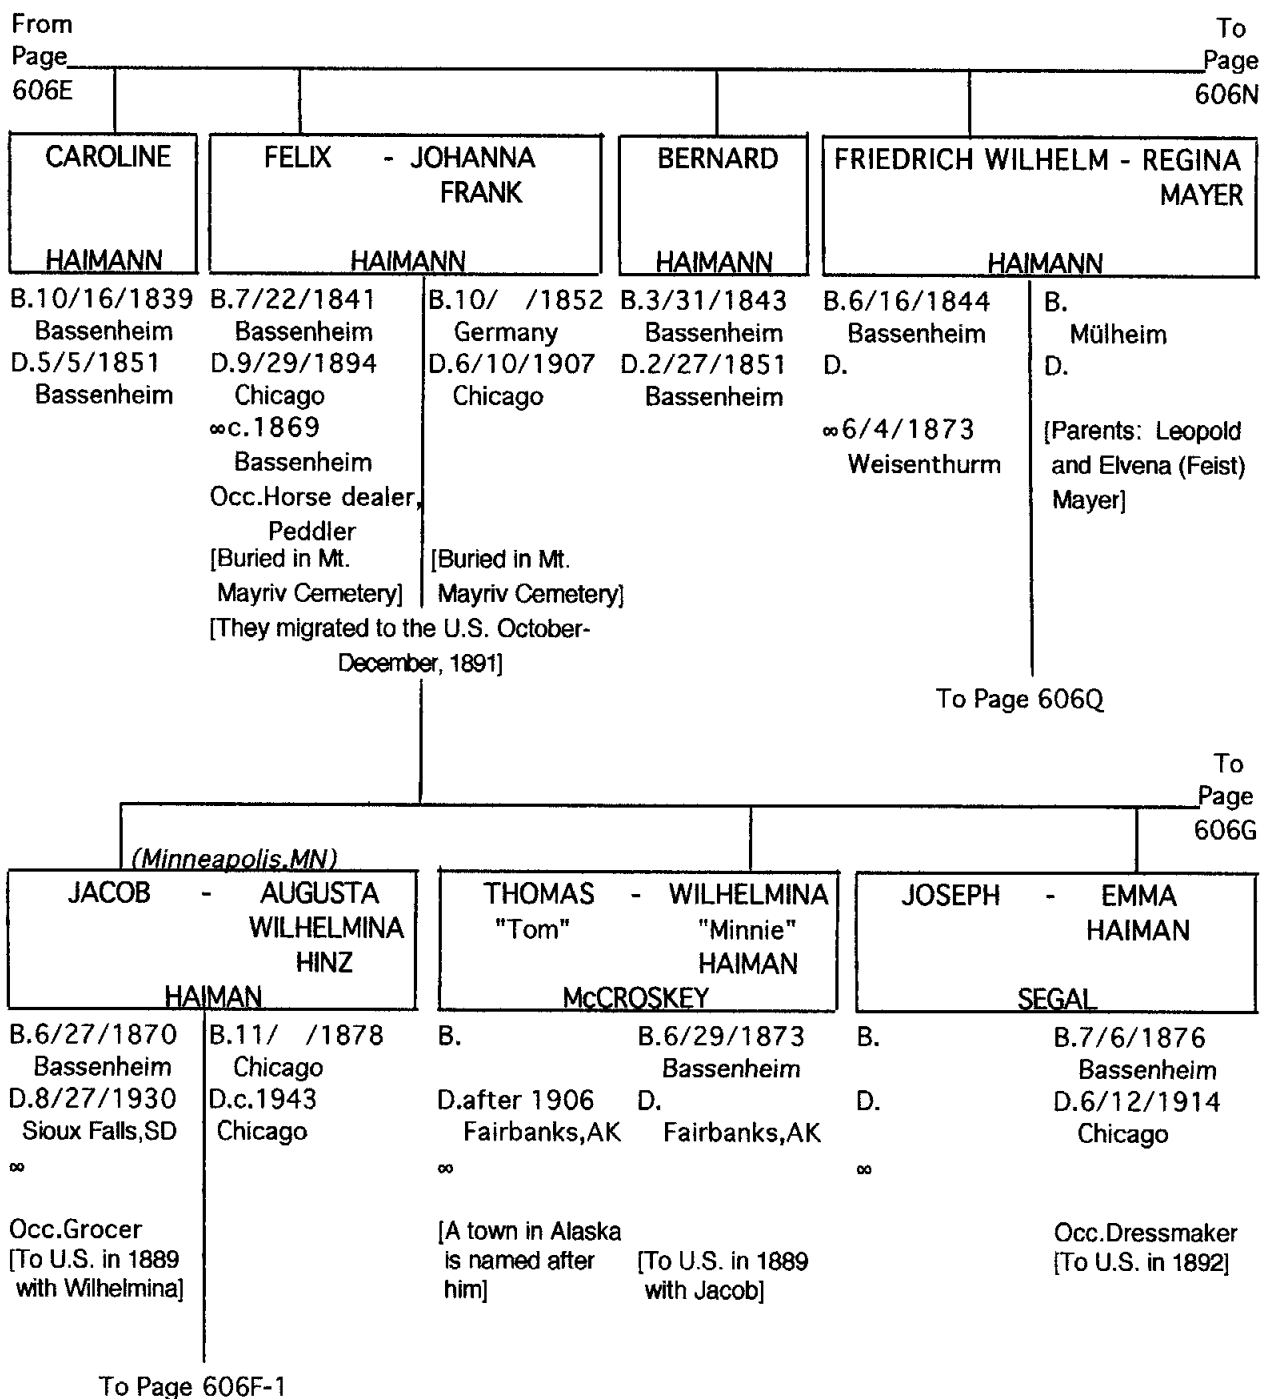 From
Page
606E
To
Page
606N
CAROLINE
HAIMANN
B.10/16/1839
Bassenheim
D.5/5/1851
Bassenheim
FELIX - JOHANNA
FRANK
HAIMANN
B.7/22/1841
Bassenheim
D.9/29/1894
Chicago
∞c.1869
Bassenheim
Occ.Horse dealer,
Peddler
[Buried in Mt.
Mayriv Cemetery]
B.10/ /1852
Germany
D.6/10/1907
Chicago
[Buried in Mt.
Mayriv Cemetery]
[They migrated to the U.S. October-
December, 1891]
BERNARD
HAIMANN
B.3/31/1843
Bassenheim
D.2/27/1851
Bassenheim
FRIEDRICH WILHELM - REGINA
MAYER
HAIMANN
B.6/16/1844
Bassenheim
D.
∞6/4/1873
Weisenthurm
B.
Mülheim
D.
[Parents: Leopold
and Elvena (Feist)
Mayer]
To Page 606Q
To
Page
606G
(Minneapolis,MN)
JACOB - AUGUSTA
WILHELMINA
HINZ
HAIMAN
B.6/27/1870
Bassenheim
D.8/27/1930
Sioux Falls,SD
∞
Occ.Grocer
[To U.S. in 1889
with Wilhelmina]
B.11/ /1878
Chicago
D.c.1943
Chicago
To Page 606F-1
THOMAS - WILHELMINA
"Tom" "Minnie"
HAIMAN
McCROSKEY
B.
D.after 1906
Fairbanks,AK
∞
[A town in Alaska
is named after
him]
B.6/29/1873
Bassenheim
D.
Fairbanks,AK
[To U.S. in 1889
with Jacob]
JOSEPH - EMMA
HAIMAN
SEGAL
B.
D.
∞
B.7/6/1876
Bassenheim
D.6/12/1914
Chicago
Occ.Dressmaker
[To U.S. in 1892]